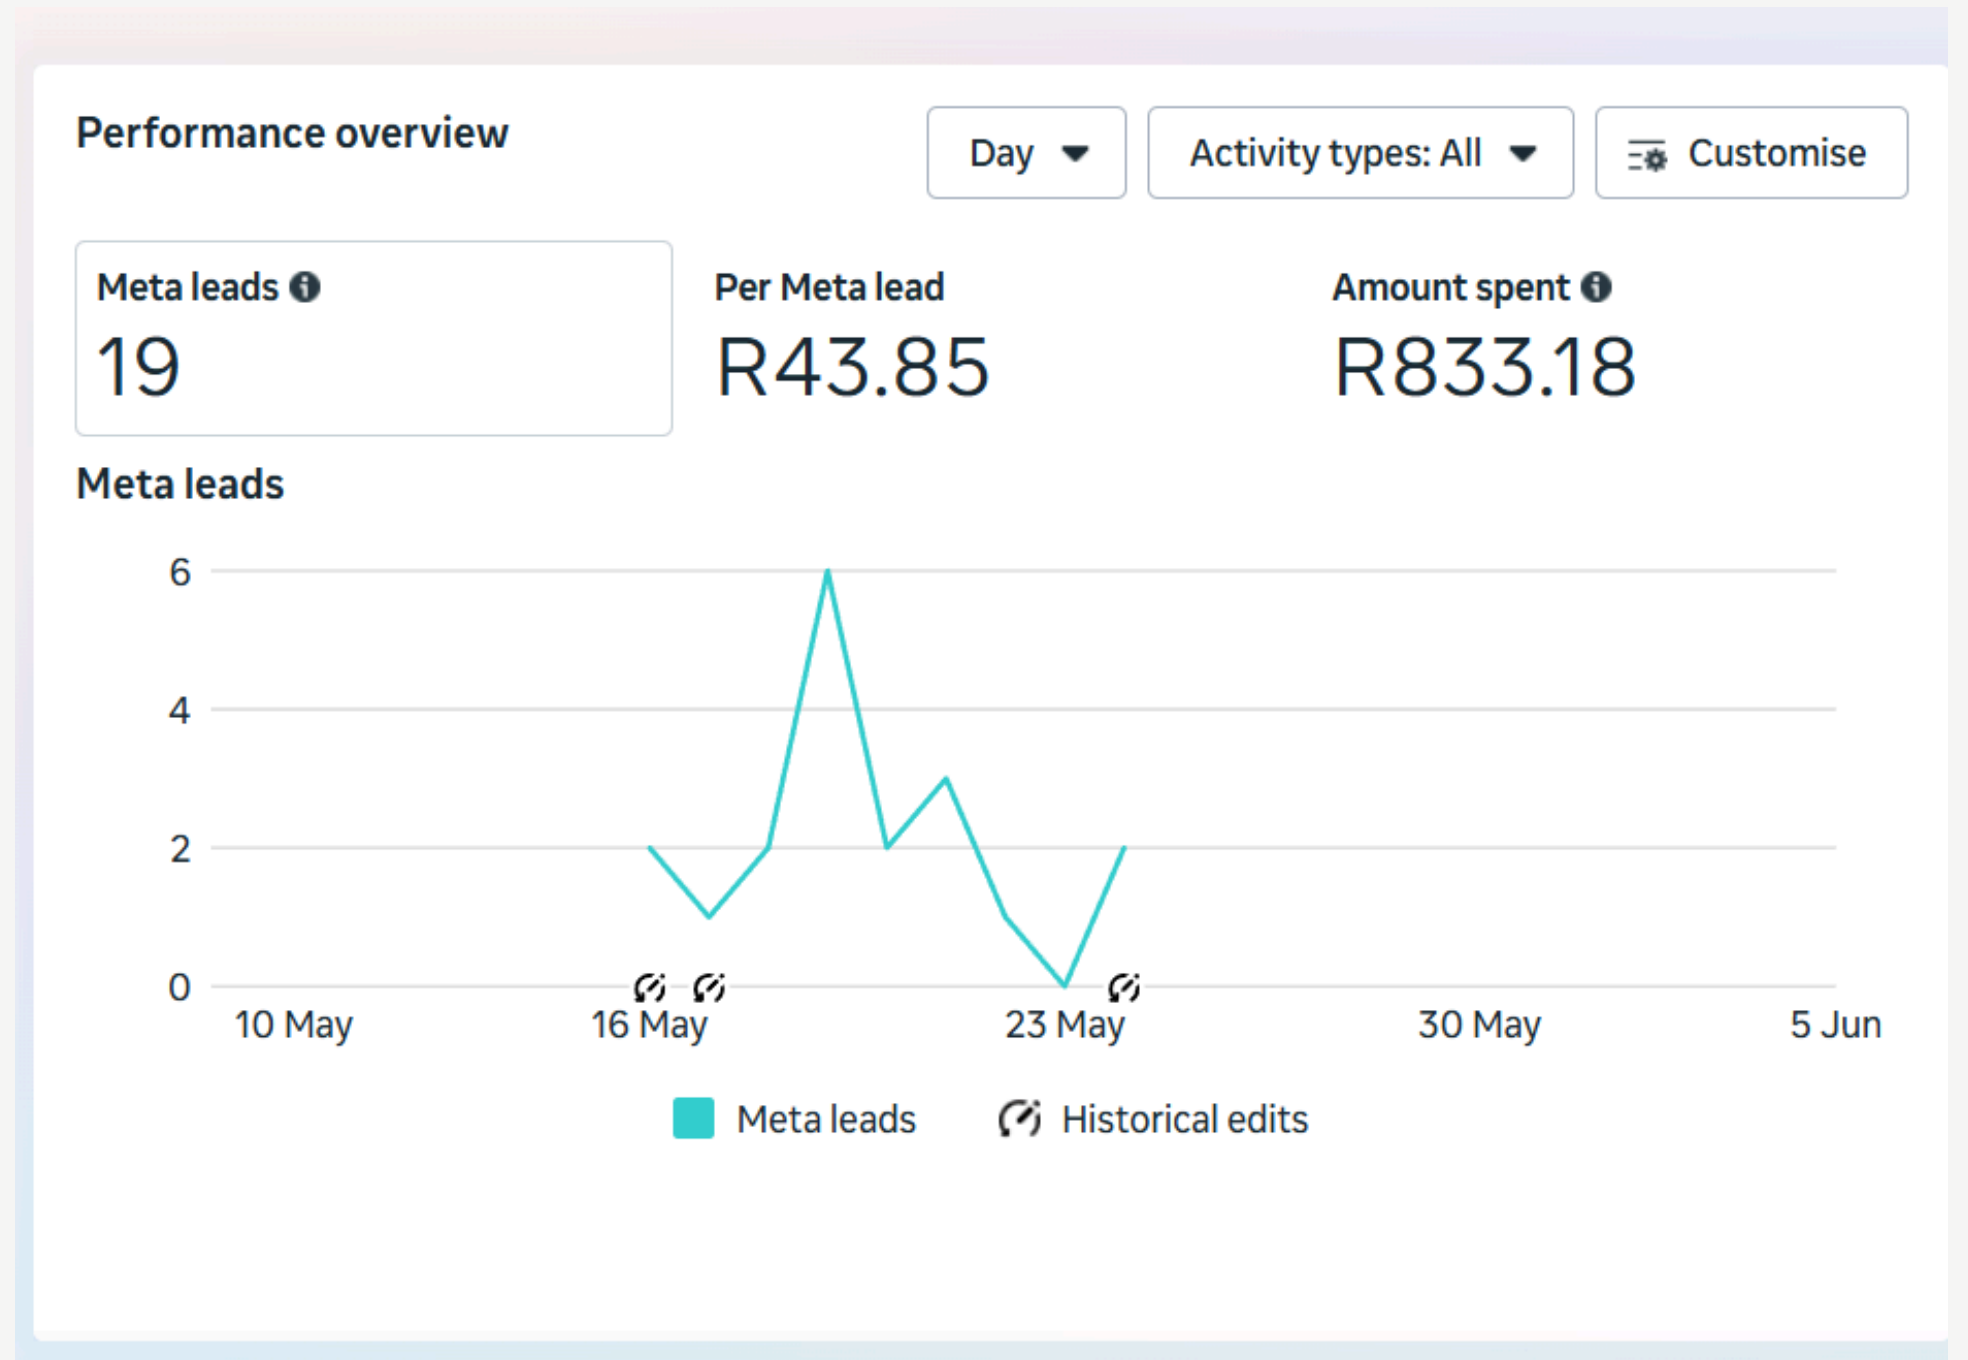 Performance overview
Day
Activity types: All
Customise
Meta leads
19
Per Meta lead
R43.85
Amount spent
R833.18
Meta leads
6
4
2
0
10 May
16 May
23 May
30 May
5 Jun
Meta leads
Historical edits